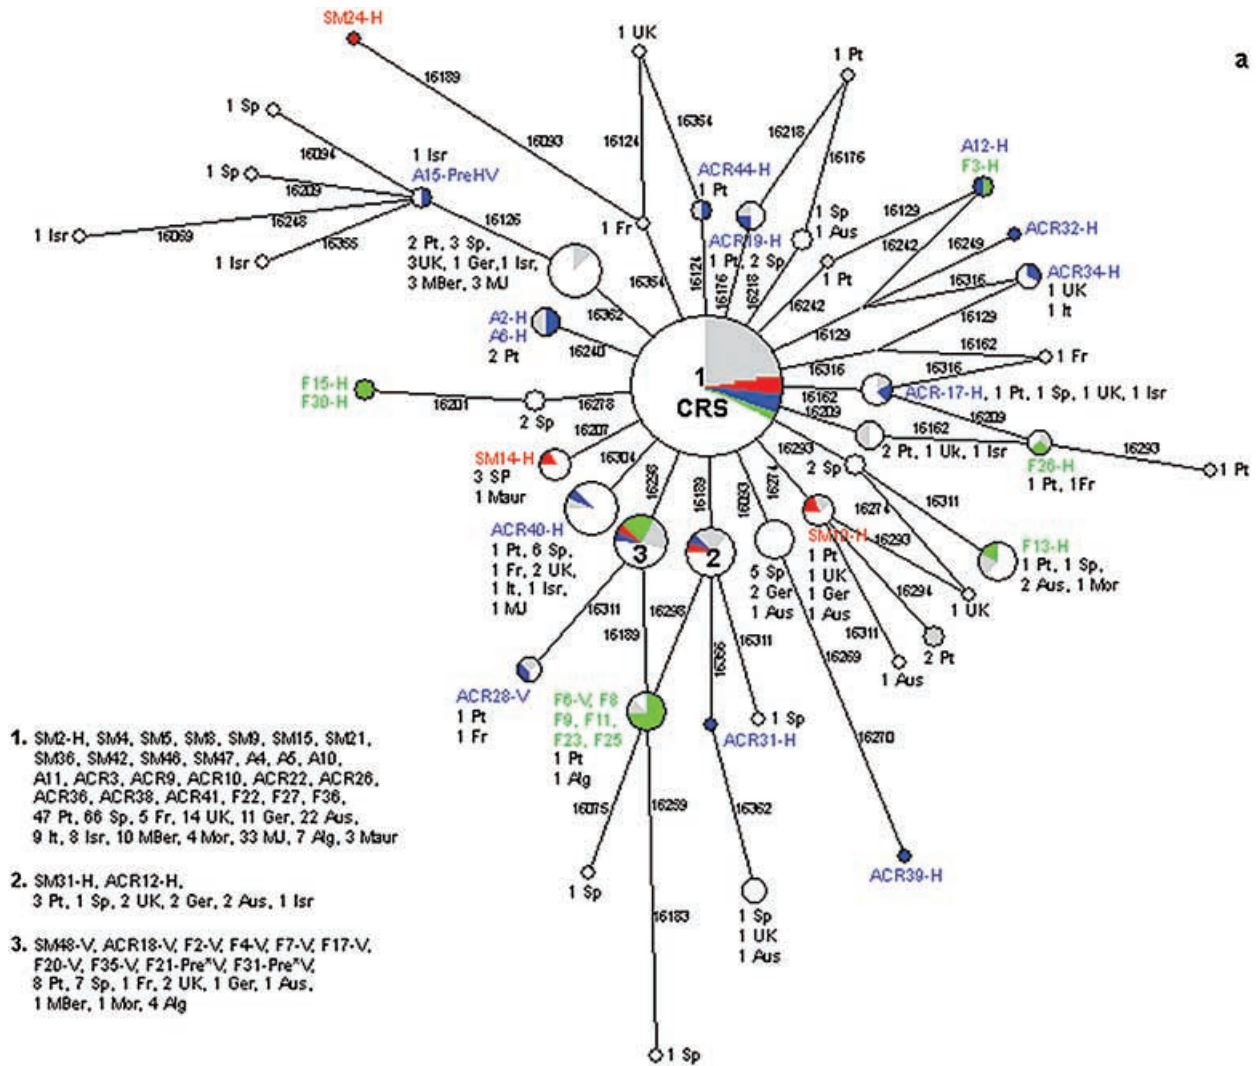 a
SM24-H
1 UK
1 Pt
16189
1 Sp
16093
16124
16364
16218
16176
16094
1 Isr
A15-PreHV
ACR44-H
1 Pt
A12-H
F3-H
1 Sp
16209
16248
16069
16366
1 Isr
1 Isr
16126
1 Fr
1 Sp
1 Aus
16129
16242
16249
ACR32-H
2 Pt, 3 Sp,
3UK, 1 Ger,1 Isr,
3 MBer, 3 MJ
ACR19-H
1 Pt, 2 Sp
1 Pt
16316
ACR34-H
1 UK
1 It
16364
16124
16176
16218
16242
16362
16129
16129
A2-H
A6-H
2 Pt
16240
16316
16162
16316
1 Fr
1
CRS
F15-H
F30-H
16201
16278
2 Sp
16162
ACR-17-H, 1 Pt, 1 Sp, 1 UK, 1 Isr
16209
16162
16209
16207
16293
2 Pt, 1 Uk, 1 Isr
F26-H
1 Pt, 1Fr
16293
1 Pt
SM14-H
3 SP
1 Maur
16304
16298
16189
16093
16274
2 Sp
16311
16274
16293
ACR40-H
1 Pt, 6 Sp,
1 Fr, 2 UK,
1 It, 1 Isr,
1 MJ
3
2
5 Sp
2 Ger
1 Aus
SM10-H
1 Pt
1 UK
1 Ger
1 Aus
F13-H
1 Pt, 1 Sp,
2 Aus, 1 Mor
1 UK
16294
16311
2 Pt
1 Aus
16311
16189
16298
16366
16311
16269
ACR28-V
1 Pt
1 Fr
F6-V, F8
F9, F11,
F23, F25
1 Pt
1 Alg
1 Sp
ACR31-H
16270
16075
16259
16362
1 Sp
ACR39-H
16183
1 Sp
1 UK
1 Aus
1 Sp
1. SM2-H, SM4, SM5, SM8, SM9, SM15, SM21,
SM36, SM42, SM46, SM47, A4, A5, A10,
A11, ACR3, ACR9, ACR10, ACR22, ACR26,
ACR36, ACR38, ACR41, F22, F27, F36,
47 Pt, 66 Sp, 5 Fr, 14 UK, 11 Ger, 22 Aus,
9 It, 8 Isr, 10 MBer, 4 Mor, 33 MJ, 7 Alg, 3 Maur
2. SM31-H, ACR12-H,
3 Pt, 1 Sp, 2 UK, 2 Ger, 2 Aus, 1 Isr
3. SM48-V, ACR18-V, F2-V, F4-V, F7-V, F17-V,
F20-V, F35-V, F21-Pre*V, F31-Pre*V,
8 Pt, 7 Sp, 1 Fr, 2 UK, 1 Ger, 1 Aus,
1 MBer, 1 Mor, 4 Alg